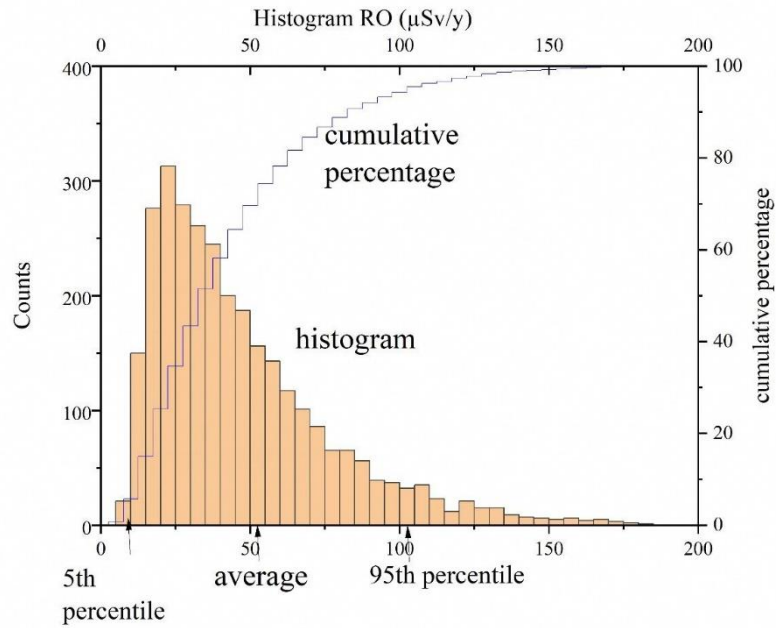 Histogram RO (µSv/y)
0 50 100 150 200
400 100
cumulative
percentage
300 80
60
Counts
cumulative percentage
200
histogram
40
100
20
0 0
0 50 100 150 200
5th
percentile
average
95th percentile